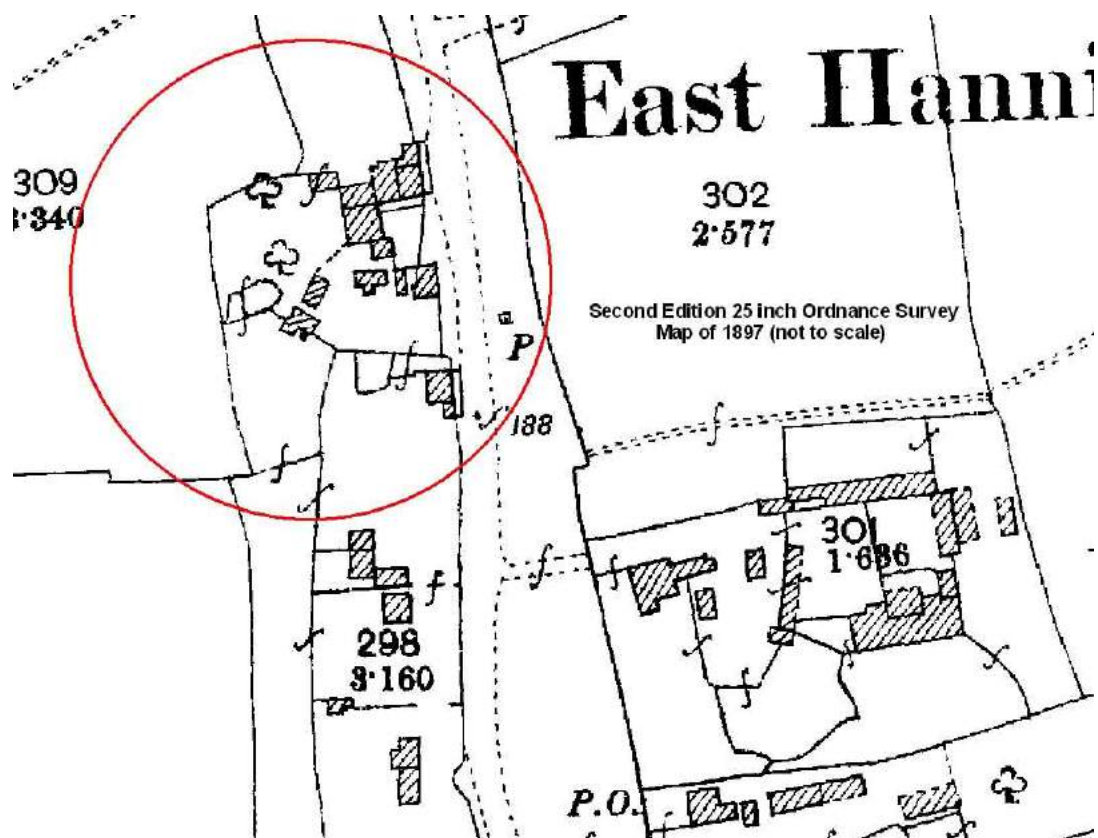 East Hanni
309
3·340
302
2·577
Second Edition 25 inch Ordnance Survey
Map of 1897 (not to scale)
P
188
301
1·686
298
3·160
P.O.